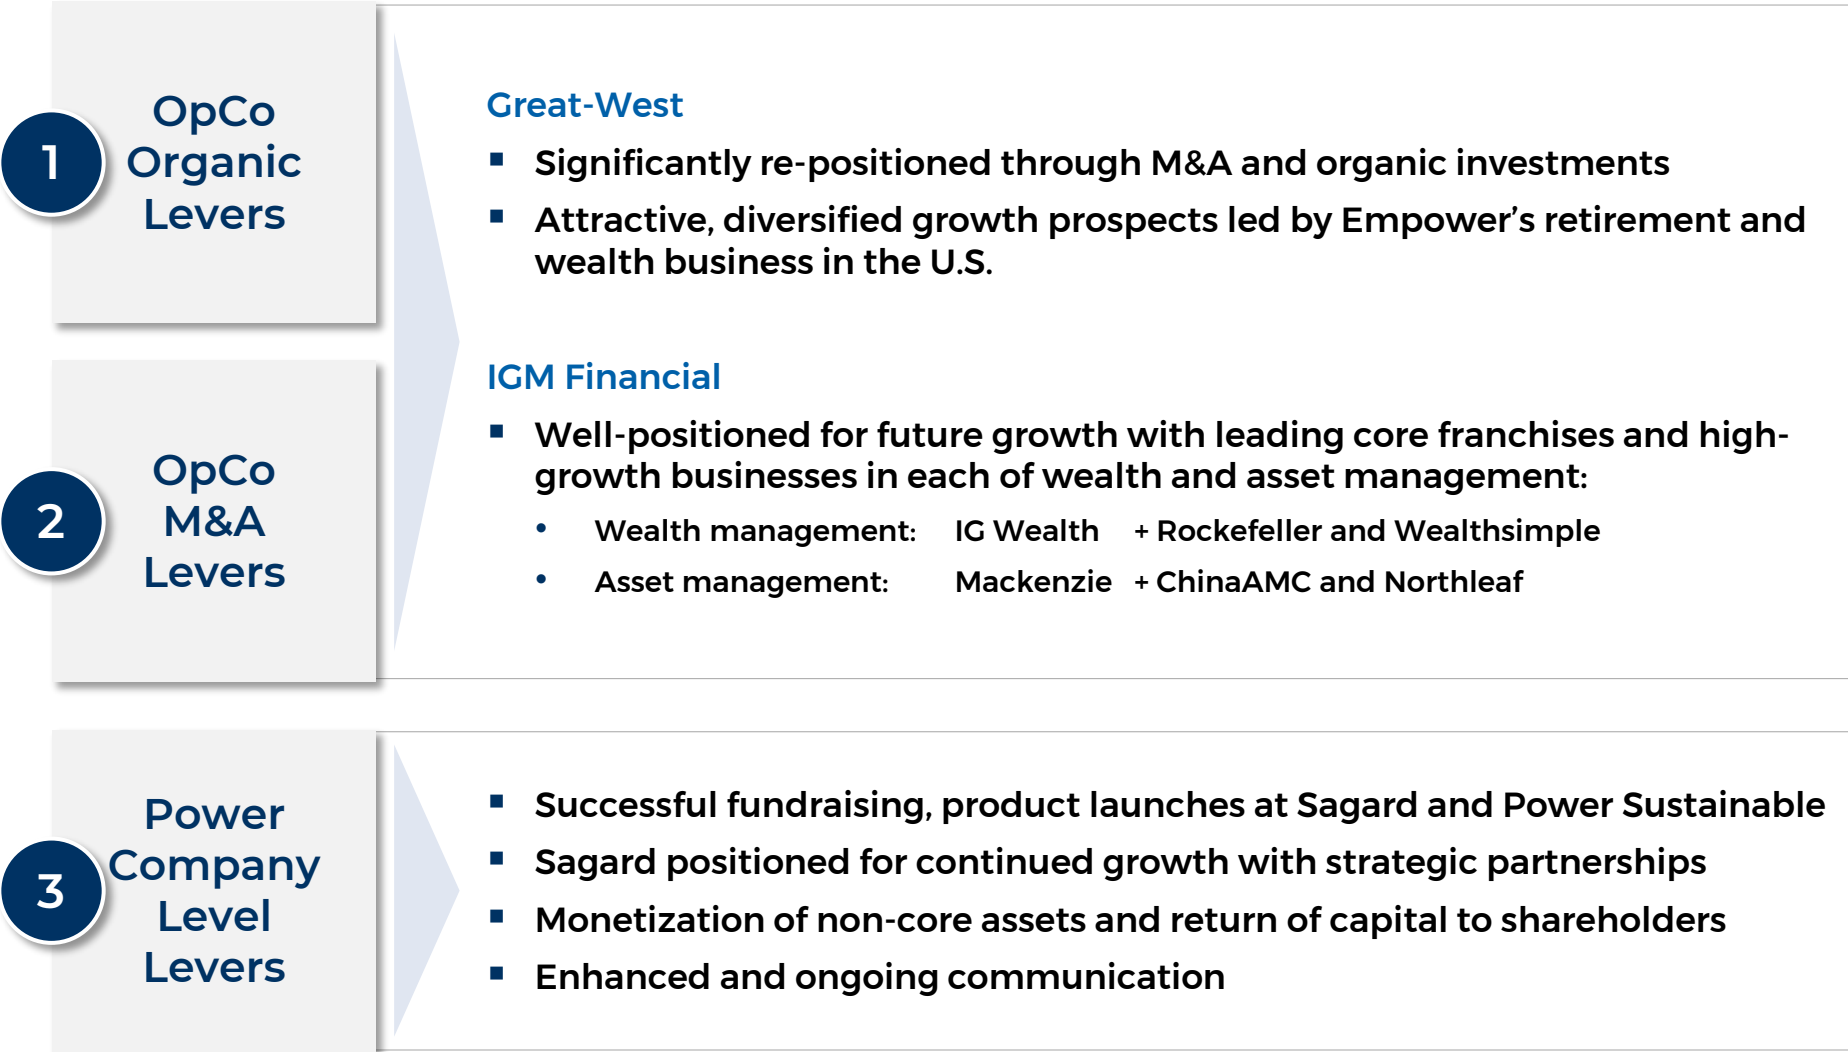 1
OpCo
Organic
Levers
2
OpCo
M&A
Levers
Great-West
▪ Significantly re-positioned through M&A and organic investments
▪ Attractive, diversified growth prospects led by Empower’s retirement and
wealth business in the U.S.
IGM Financial
▪ Well-positioned for future growth with leading core franchises and high-
growth businesses in each of wealth and asset management:
• Wealth management: IG Wealth + Rockefeller and Wealthsimple
• Asset management: Mackenzie + ChinaAMC and Northleaf
3
Power
Company
Level
Levers
▪ Successful fundraising, product launches at Sagard and Power Sustainable
▪ Sagard positioned for continued growth with strategic partnerships
▪ Monetization of non-core assets and return of capital to shareholders
▪ Enhanced and ongoing communication